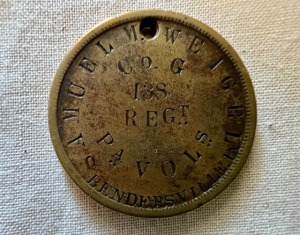 SAMUEL M. WEIGEL
Co. G
138
REGT
PA VOLS
BENDERSVILLE